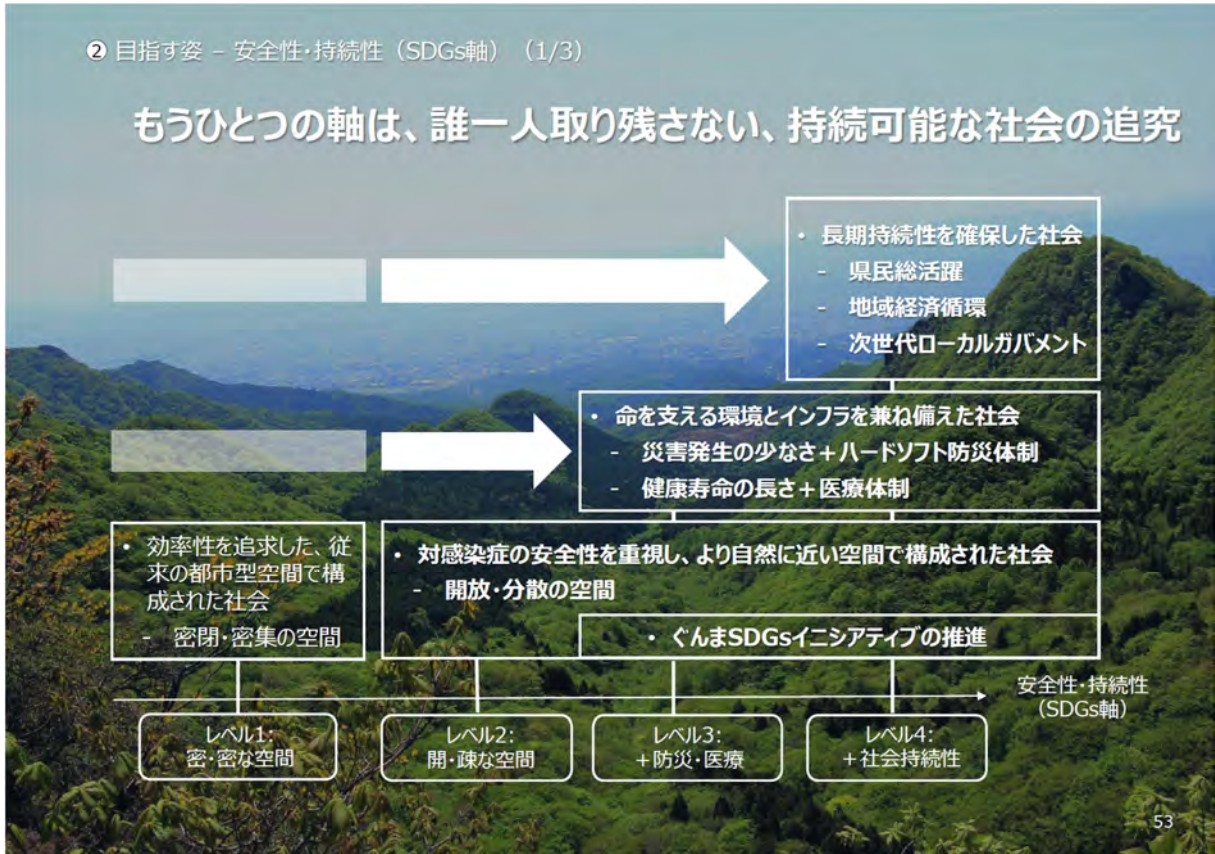 ② 目指す姿 – 安全性・持続性（SDGs軸）（1/3）
もうひとつの軸は、誰一人取り残さない、持続可能な社会の追究
・ 長期持続性を確保した社会
- 県民総活躍
- 地域経済循環
- 次世代ローカルガバメント
・ 命を支える環境とインフラを兼ね備えた社会
- 災害発生の少なさ＋ハードソフト防災体制
- 健康寿命の長さ＋医療体制
・ 効率性を追求した、従
来の都市型空間で構
成された社会
- 密閉・密集の空間
・ 対感染症の安全性を重視し、より自然に近い空間で構成された社会
- 開放・分散の空間
・ ぐんまSDGsイニシアティブの推進
安全性・持続性
（SDGs軸）
レベル1:
密・密な空間
レベル2:
開・疎な空間
レベル3:
＋防災・医療
レベル4:
＋社会持続性
53